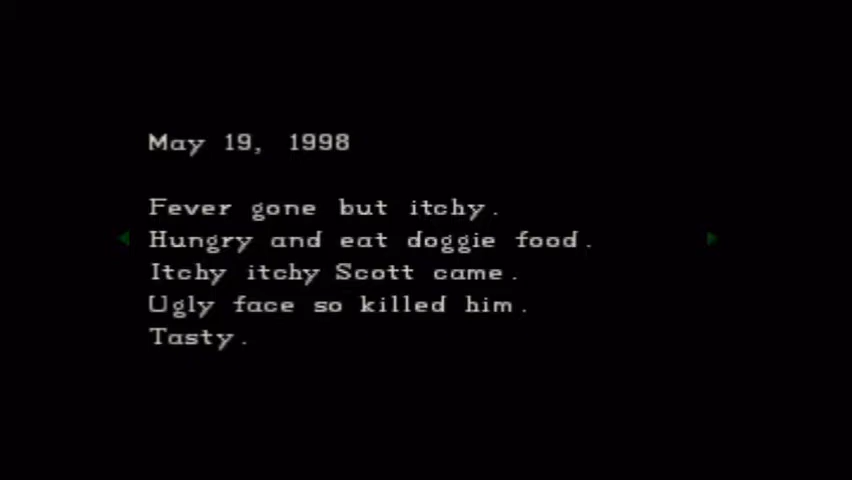 May 19, 1998
Fever gone but itchy.
Hungry and eat doggie food.
Itchy itchy Scott came.
Ugly face so killed him.
Tasty.